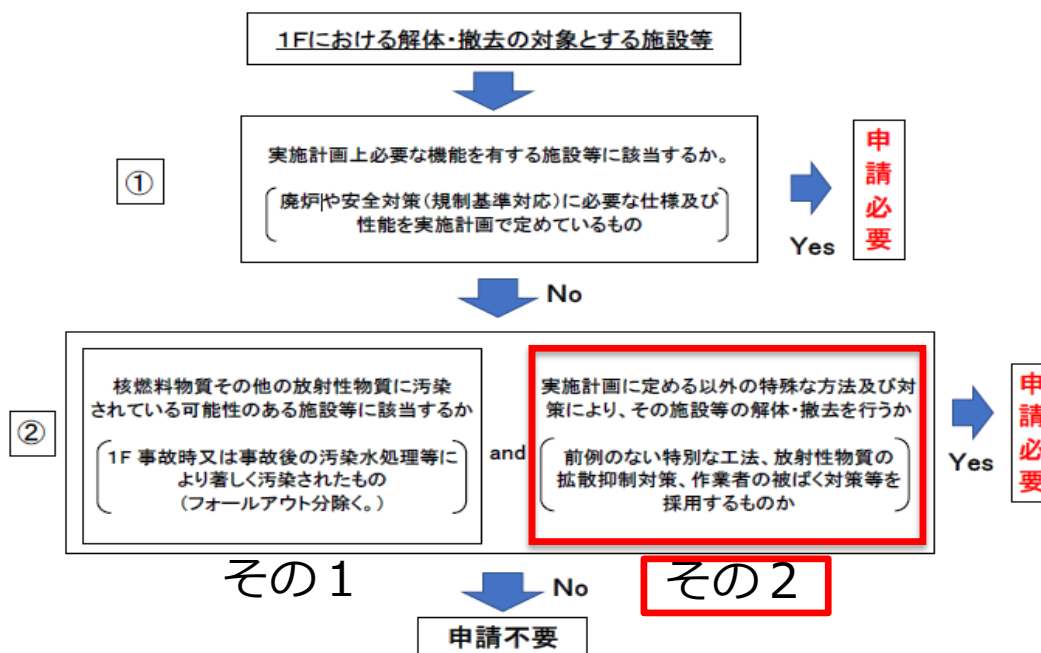 1Fにおける解体・撤去の対象とする施設等
①
実施計画上必要な機能を有する施設等に該当するか。
廃炉や安全対策(規制基準対応)に必要な仕様及び
性能を実施計画で定めているもの
Yes
申請必要
No
②
核燃料物質その他の放射性物質に汚染
されている可能性のある施設等に該当するか
1F 事故時又は事故後の汚染水処理等に
より著しく汚染されたもの
(フォールアウト分除く。)
and
実施計画に定める以外の特殊な方法及び対
策により、その施設等の解体・撤去を行うか
前例のない特別な工法、放射性物質の
拡散抑制対策、作業者の被ばく対策等を
採用するものか
Yes
申請必要
その1
No
その2
申請不要